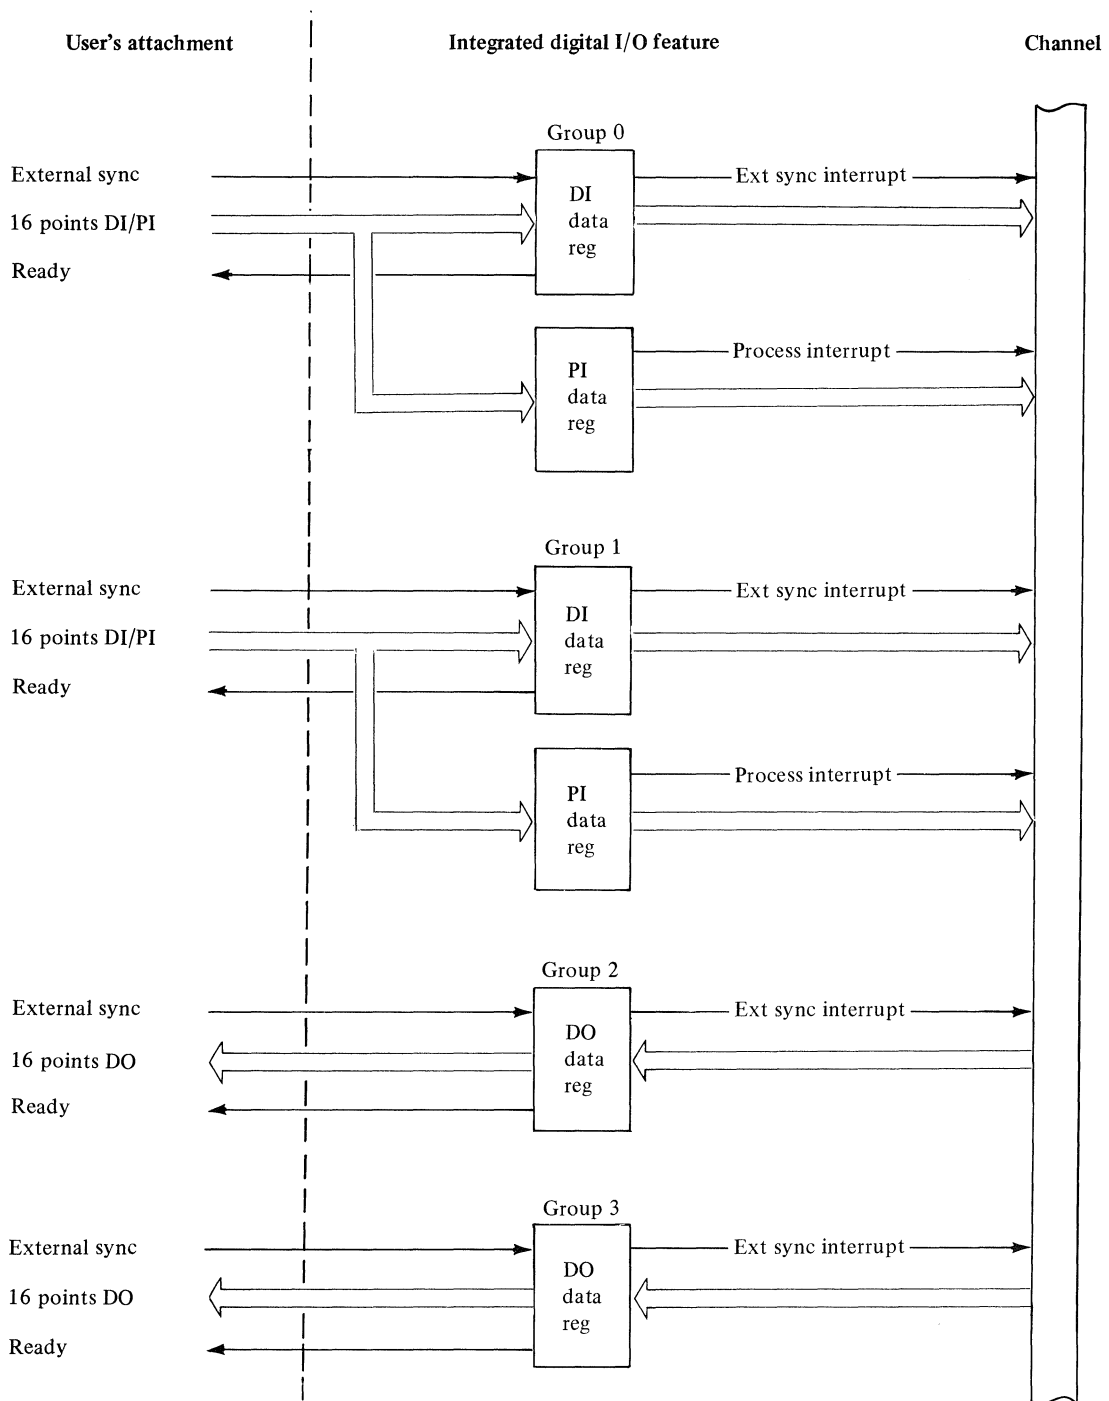 User's attachment
Integrated digital I/O feature
Channel
Group 0
External sync
16 points DI/PI
Ready
DI
data
reg
Ext sync interrupt
PI
data
reg
Process interrupt
Group 1
External sync
16 points DI/PI
Ready
DI
data
reg
Ext sync interrupt
PI
data
reg
Process interrupt
Group 2
External sync
16 points DO
Ready
DO
data
reg
Ext sync interrupt
Group 3
External sync
16 points DO
Ready
DO
data
reg
Ext sync interrupt